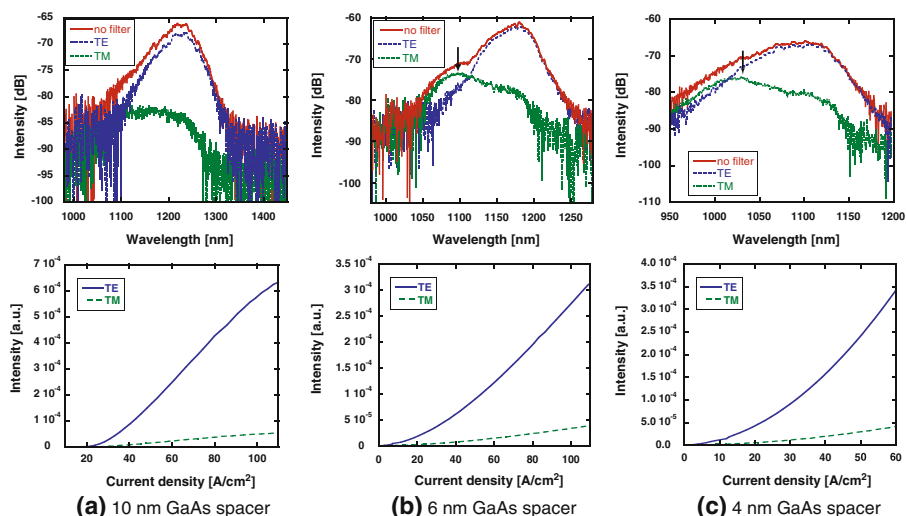 -65
-70
-75
-80
-85
-90
-95
-100
Intensity [dB]
no filter
TE
TM
1000 1100 1200 1300 1400
Wavelength [nm]
-60
-70
-80
-90
-100
Intensity [dB]
no filter
TE
TM
1000 1050 1100 1150 1200 1250
Wavelength [nm]
-60
-70
-80
-90
-100
-110
Intensity [dB]
no filter
TE
TM
950 1000 1050 1100 1150 1200
Wavelength [nm]
7 10⁻⁴
6 10⁻⁴
5 10⁻⁴
4 10⁻⁴
3 10⁻⁴
2 10⁻⁴
1 10⁻⁴
0
Intensity [a.u.]
TE
TM
20 40 60 80 100
Current density [A/cm²]
(a) 10 nm GaAs spacer
3.5 10⁻⁴
3 10⁻⁴
2.5 10⁻⁴
2 10⁻⁴
1.5 10⁻⁴
1 10⁻⁴
5 10⁻⁵
0
Intensity [a.u.]
TE
TM
0 20 40 60 80 100
Current density [A/cm²]
(b) 6 nm GaAs spacer
4.0 10⁻⁴
3.5 10⁻⁴
3.0 10⁻⁴
2.5 10⁻⁴
2.0 10⁻⁴
1.5 10⁻⁴
1.0 10⁻⁴
5.0 10⁻⁵
0.0
Intensity [a.u.]
TE
TM
0 10 20 30 40 50 60
Current density [A/cm²]
(c) 4 nm GaAs spacer